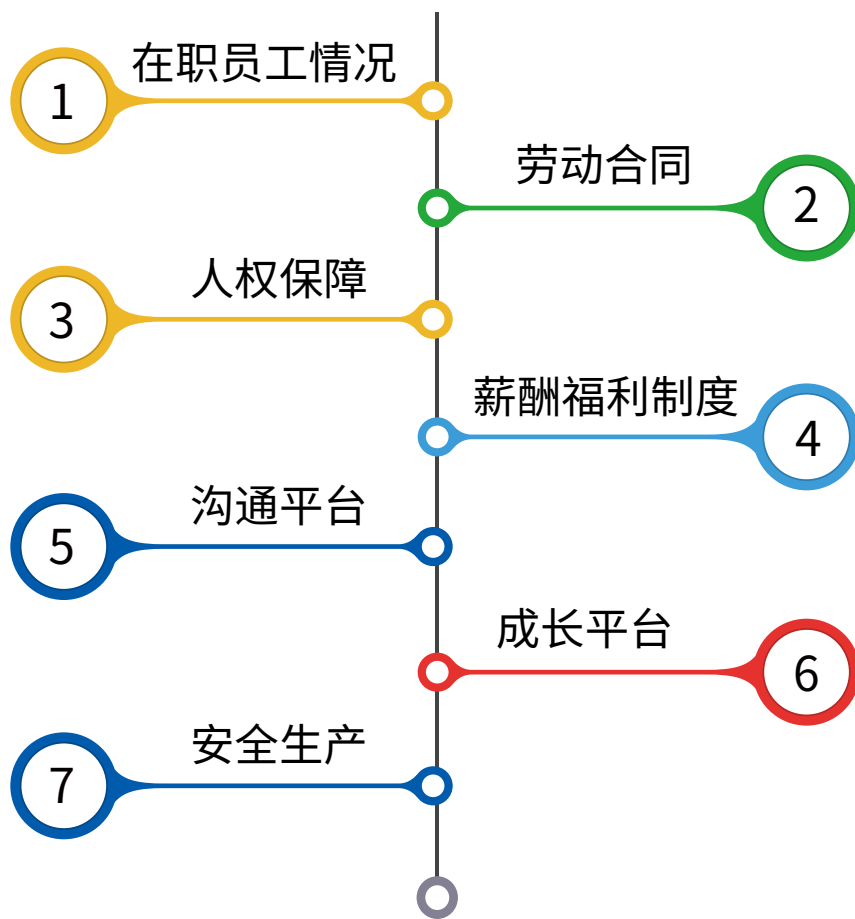 1
在职员工情况
劳动合同
2
3
人权保障
薪酬福利制度
4
5
沟通平台
成长平台
6
7
安全生产